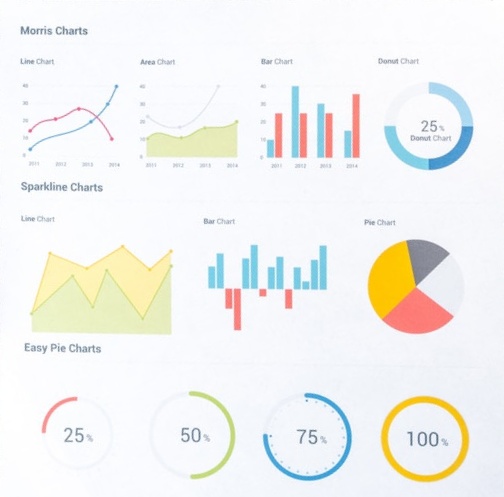 Morris Charts
Line Chart
Area Chart
Bar Chart
Donut Chart
40
30
20
10
0
2011 2012 2013 2014
40
30
20
10
0
2011 2012 2013 2014
40
30
20
10
0
2011 2012 2013 2014
25%
Donut Chart
Sparkline Charts
Line Chart
Bar Chart
Pie Chart
Easy Pie Charts
25%
50%
75%
100%